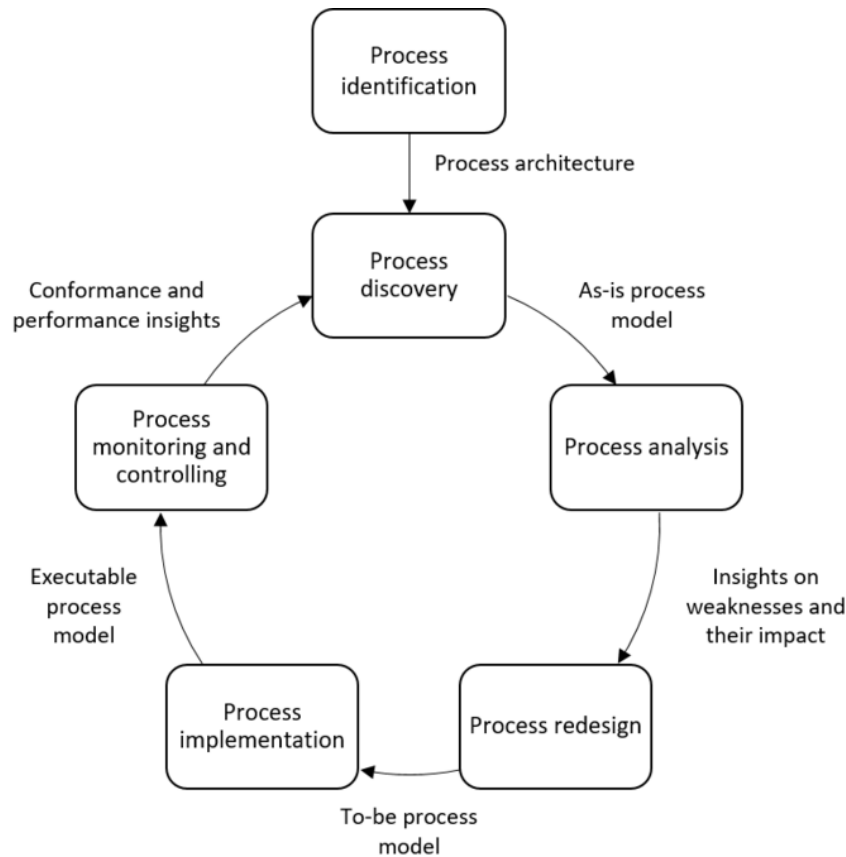 Process
identification
Process architecture
Process
discovery
As-is process
model
Process analysis
Insights on
weaknesses and
their impact
Process redesign
To-be process
model
Process
implementation
Executable
process
model
Process
monitoring and
controlling
Conformance and
performance insights